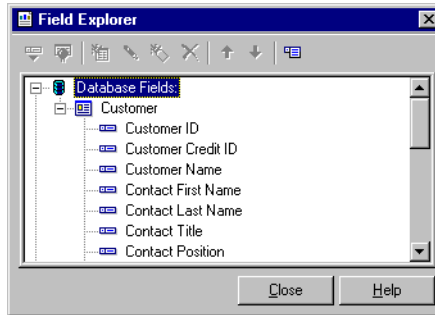 Field Explorer
Database Fields:
Customer
Customer ID
Customer Credit ID
Customer Name
Contact First Name
Contact Last Name
Contact Title
Contact Position
Close Help